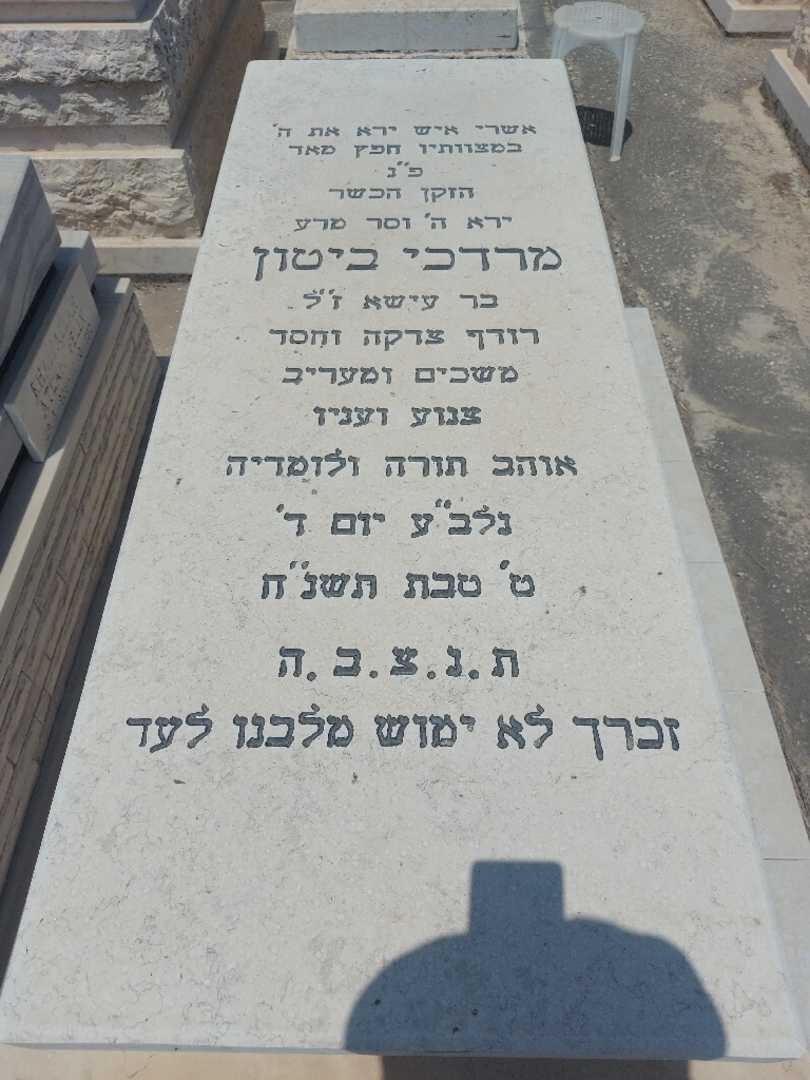 אשרי איש ירא את ה'
במצוותיו חפץ מאד
פ"נ
הזקן הכשר
ירא ה' וסר מרע
מרדכי ביטון
בר עישא ז"ל
רודף צדקה וחסד
משכים ומעריב
צנוע ועניו
אוהב תורה ולומדיה
נלב"ע יום ד'
ט' טבת תשנ"ח
ת.נ.צ.ב.ה
זכרך לא ימוש מלבנו לעד